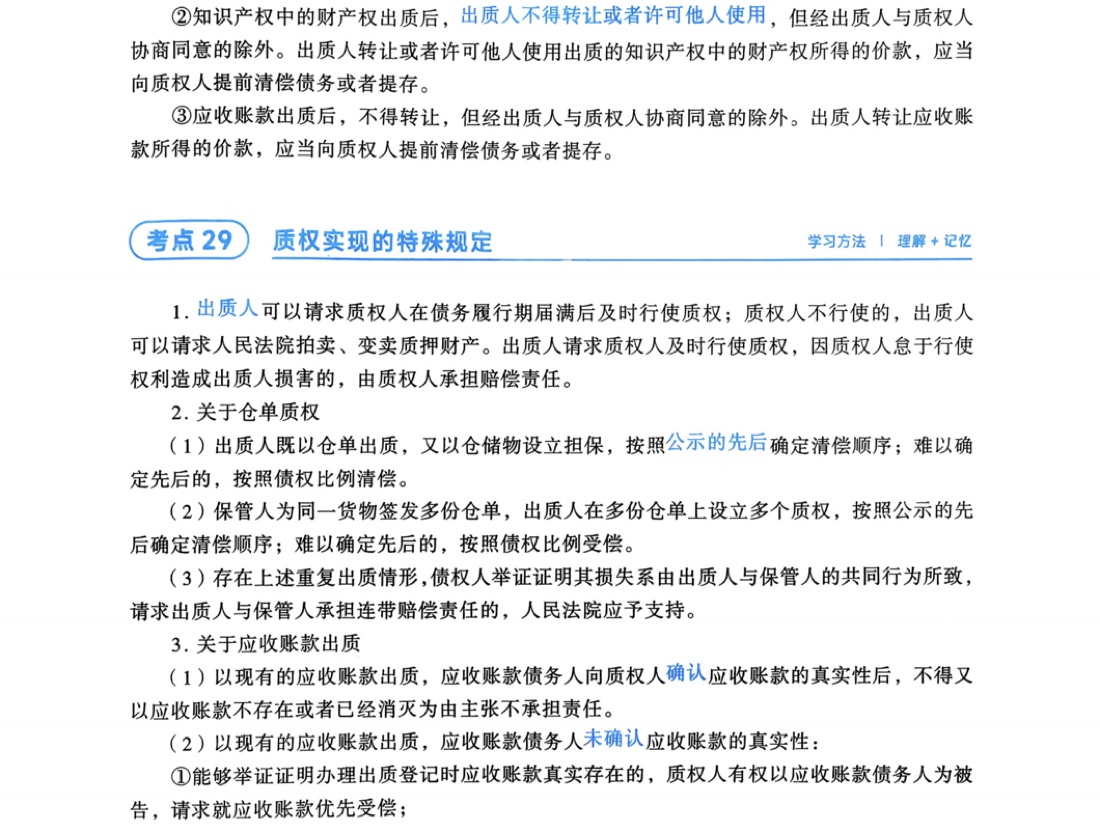 ②知识产权中的财产权出质后，出质人不得转让或者许可他人使用，但经出质人与质权人
协商同意的除外。出质人转让或者许可他人使用出质的知识产权中的财产权所得的价款，应当
向质权人提前清偿债务或者提存。
③应收账款出质后，不得转让，但经出质人与质权人协商同意的除外。出质人转让应收账
款所得的价款，应当向质权人提前清偿债务或者提存。
考点 29 质权实现的特殊规定 学习方法 | 理解 + 记忆
1. 出质人可以请求质权人在债务履行期届满后及时行使质权；质权人不行使的，出质人
可以请求人民法院拍卖、变卖质押财产。出质人请求质权人及时行使质权，因质权人怠于行使
权利造成出质人损害的，由质权人承担赔偿责任。
2. 关于仓单质权
（1）出质人既以仓单出质，又以仓储物设立担保，按照公示的先后确定清偿顺序；难以确
定先后的，按照债权比例清偿。
（2）保管人为同一货物签发多份仓单，出质人在多份仓单上设立多个质权，按照公示的先
后确定清偿顺序；难以确定先后的，按照债权比例受偿。
（3）存在上述重复出质情形，债权人举证证明其损失系由出质人与保管人的共同行为所致，
请求出质人与保管人承担连带赔偿责任的，人民法院应予支持。
3. 关于应收账款出质
（1）以现有的应收账款出质，应收账款债务人向质权人确认应收账款的真实性后，不得又
以应收账款不存在或者已经消灭为由主张不承担责任。
（2）以现有的应收账款出质，应收账款债务人未确认应收账款的真实性：
①能够举证证明办理出质登记时应收账款真实存在的，质权人有权以应收账款债务人为被
告，请求就应收账款优先受偿；